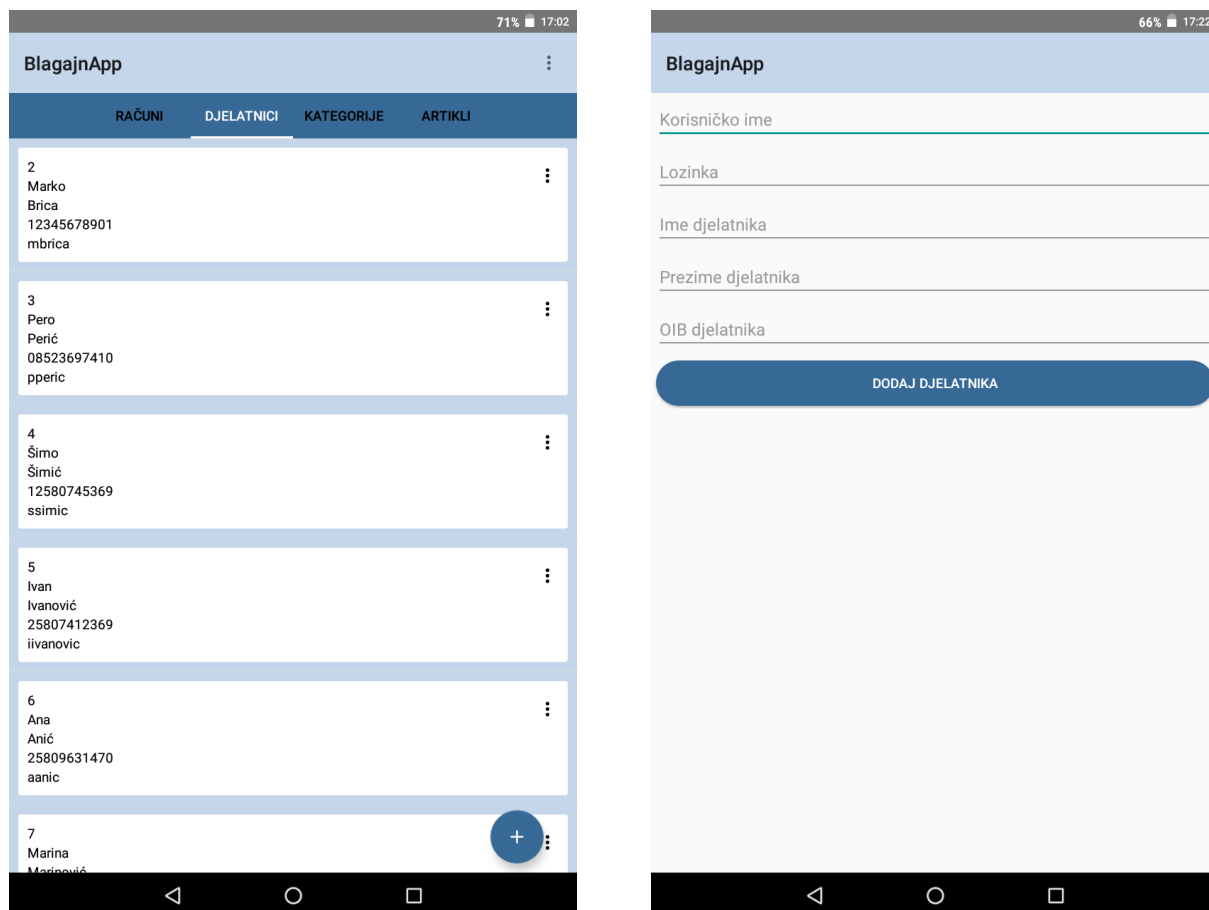 71% 17:02
BlagajnApp
RAČUNI DJELATNICI KATEGORIJE ARTIKLI
2
Marko
Brica
12345678901
mbrica
3
Pero
Perić
08523697410
pperic
4
Šimo
Šimić
12580745369
ssimic
5
Ivan
Ivanović
25807412369
iivanovic
6
Ana
Anić
25809631470
aanic
7
Marina
Marinović
+
66% 17:22
BlagajnApp
Korisničko ime
Lozinka
Ime djelatnika
Prezime djelatnika
OIB djelatnika
DODAJ DJELATNIKA